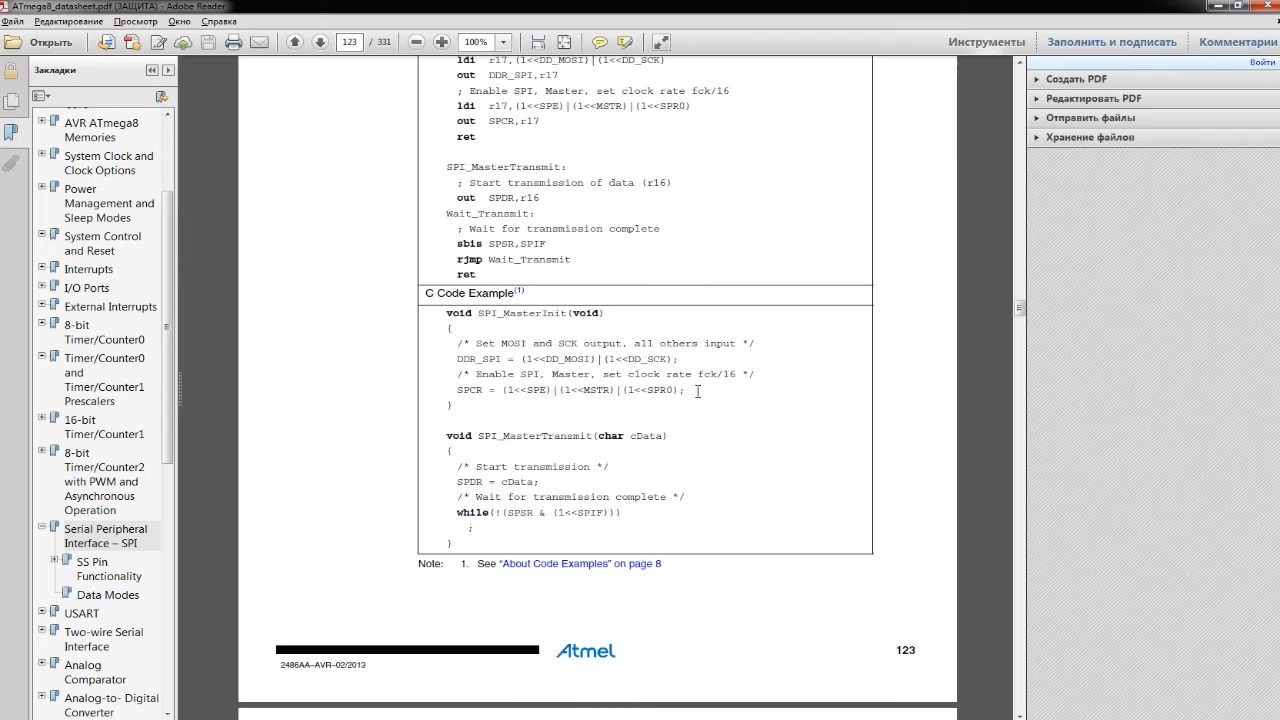 ATmega8_datasheet.pdf (ЗАЩИТА) - Adobe Reader
Файл Редактирование Просмотр Окно Справка
Открыть
123 / 331
100%
Инструменты
Заполнить и подписать
Комментарии
Войти
Закладки
AVR ATmega8
Memories
System Clock and
Clock Options
Power
Management and
Sleep Modes
System Control
and Reset
Interrupts
I/O Ports
External Interrupts
8-bit
Timer/Counter0
Timer/Counter0
and
Timer/Counter1
Prescalers
16-bit
Timer/Counter1
8-bit
Timer/Counter2
with PWM and
Asynchronous
Operation
Serial Peripheral
Interface – SPI
SS Pin
Functionality
Data Modes
USART
Two-wire Serial
Interface
Analog
Comparator
Analog-to- Digital
Converter
ldi r17,(1<<DD_MOSI)|(1<<DD_SCK)
out DDR_SPI,r17
; Enable SPI, Master, set clock rate fck/16
ldi r17,(1<<SPE)|(1<<MSTR)|(1<<SPR0)
out SPCR,r17
ret
SPI_MasterTransmit:
; Start transmission of data (r16)
out SPDR,r16
Wait_Transmit:
; Wait for transmission complete
sbis SPSR,SPIF
rjmp Wait_Transmit
ret
C Code Example(1)
void SPI_MasterInit(void)
{
/* Set MOSI and SCK output, all others input */
DDR_SPI = (1<<DD_MOSI)|(1<<DD_SCK);
/* Enable SPI, Master, set clock rate fck/16 */
SPCR = (1<<SPE)|(1<<MSTR)|(1<<SPR0);
}
void SPI_MasterTransmit(char cData)
{
/* Start transmission */
SPDR = cData;
/* Wait for transmission complete */
while(!(SPSR & (1<<SPIF)))
;
}
Note: 1. See “About Code Examples” on page 8
Atmel
123
2486AA–AVR–02/2013
Создать PDF
Редактировать PDF
Отправить файлы
Хранение файлов